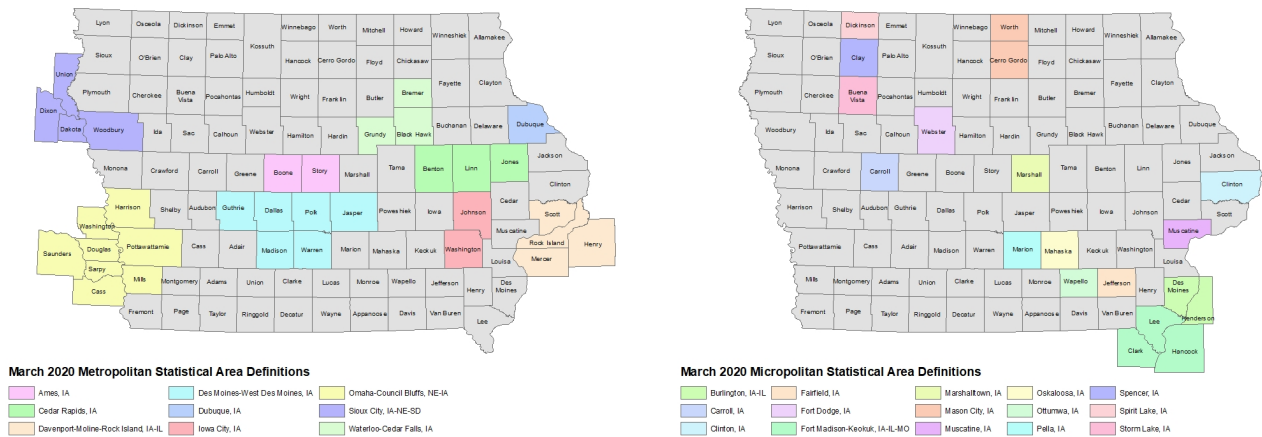 Lyon Osceola Dickinson Emmet Winnebago Worth Mitchell Howard Winneshiek Allamakee
Kossuth
Sioux O'Brien Clay Palo Alto Hancock Cerro Gordo Floyd Chickasaw
Union Fayette Clayton
Plymouth Cherokee Buena Vista Pocahontas Humboldt Wright Franklin Butler Bremer
Dixon Dakota Woodbury Ida Sac Calhoun Webster Hamilton Hardin Grundy Black Hawk Buchanan Delaware Dubuque
Monona Crawford Carroll Greene Boone Story Marshall Tama Benton Linn Jones Jackson
Clinton
Harrison Shelby Audubon Guthrie Dallas Polk Jasper Poweshiek Iowa Johnson Cedar Scott
Washington Muscatine
Saunders Douglas Pottawattamie Cass Adair Madison Warren Marion Mahaska Keokuk Washington Rock Island Henry
Sarpy Louisa Mercer
Cass Mills Montgomery Adams Union Clarke Lucas Monroe Wapello Jefferson Henry Des Moines
Fremont Page Taylor Ringgold Decatur Wayne Appanoose Davis Van Buren Lee
March 2020 Metropolitan Statistical Area Definitions
Ames, IA Des Moines-West Des Moines, IA Omaha-Council Bluffs, NE-IA
Cedar Rapids, IA Dubuque, IA Sioux City, IA-NE-SD
Davenport-Moline-Rock Island, IA-IL Iowa City, IA Waterloo-Cedar Falls, IA
Lyon Osceola Dickinson Emmet Winnebago Worth Mitchell Howard Winneshiek Allamakee
Kossuth
Sioux O'Brien Clay Palo Alto Hancock Cerro Gordo Floyd Chickasaw
Fayette Clayton
Plymouth Cherokee Buena Vista Pocahontas Humboldt Wright Franklin Butler Bremer
Woodbury Ida Sac Calhoun Webster Hamilton Hardin Grundy Black Hawk Buchanan Delaware Dubuque
Monona Crawford Carroll Greene Boone Story Marshall Tama Benton Linn Jones Jackson
Clinton
Harrison Shelby Audubon Guthrie Dallas Polk Jasper Poweshiek Iowa Johnson Cedar Scott
Muscatine
Pottawattamie Cass Adair Madison Warren Marion Mahaska Keokuk Washington
Louisa
Mills Montgomery Adams Union Clarke Lucas Monroe Wapello Jefferson Henry Des Moines
Fremont Page Taylor Ringgold Decatur Wayne Appanoose Davis Van Buren Lee Henderson
Clark Hancock
March 2020 Micropolitan Statistical Area Definitions
Burlington, IA-IL Fairfield, IA Marshalltown, IA Oskaloosa, IA Spencer, IA
Carroll, IA Fort Dodge, IA Mason City, IA Ottumwa, IA Spirit Lake, IA
Clinton, IA Fort Madison-Keokuk, IA-IL-MO Muscatine, IA Pella, IA Storm Lake, IA